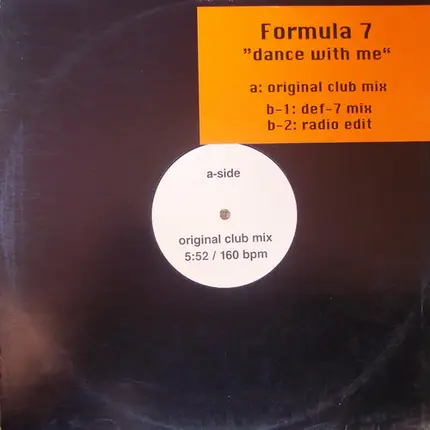 Formula 7
”dance with me“
a: original club mix
b-1: def-7 mix
b-2: radio edit
a-side
original club mix
5:52 / 160 bpm